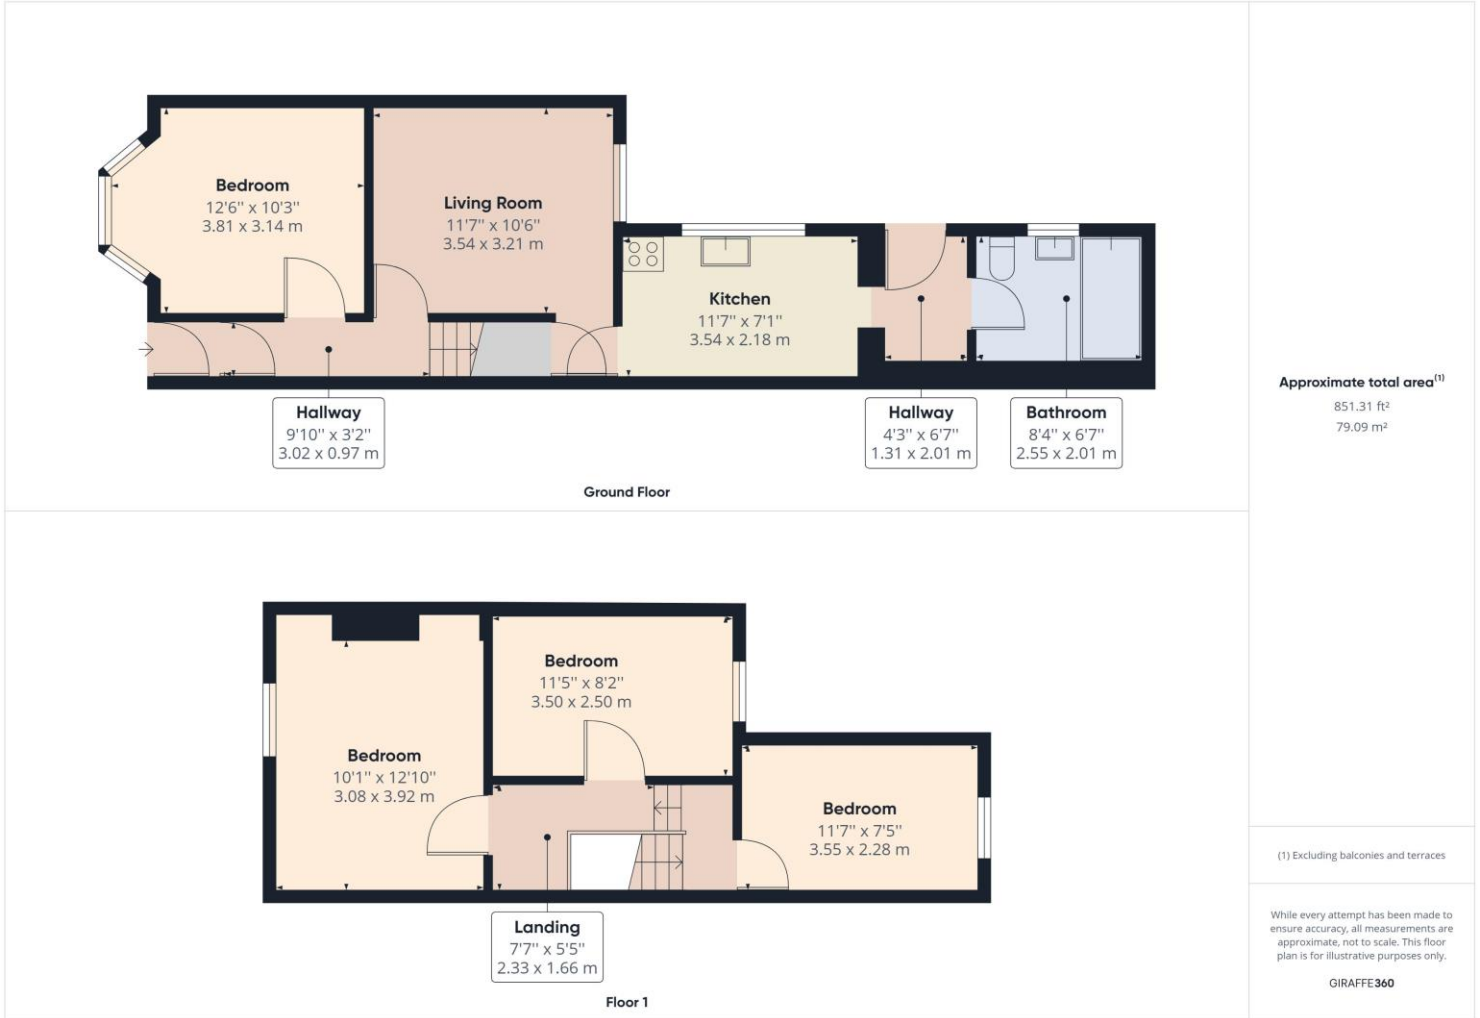 Bedroom
12'6" x 10'3"
3.81 x 3.14 m
Living Room
11'7" x 10'6"
3.54 x 3.21 m
Kitchen
11'7" x 7'1"
3.54 x 2.18 m
Hallway
9'10" x 3'2"
3.02 x 0.97 m
Hallway
4'3" x 6'7"
1.31 x 2.01 m
Bathroom
8'4" x 6'7"
2.55 x 2.01 m
Ground Floor
Bedroom
10'1" x 12'10"
3.08 x 3.92 m
Bedroom
11'5" x 8'2"
3.50 x 2.50 m
Bedroom
11'7" x 7'5"
3.55 x 2.28 m
Landing
7'7" x 5'5"
2.33 x 1.66 m
Floor 1
Approximate total area(1)
851.31 ft²
79.09 m²
(1) Excluding balconies and terraces
While every attempt has been made to
ensure accuracy, all measurements are
approximate, not to scale. This floor
plan is for illustrative purposes only.
GIRAFFE360